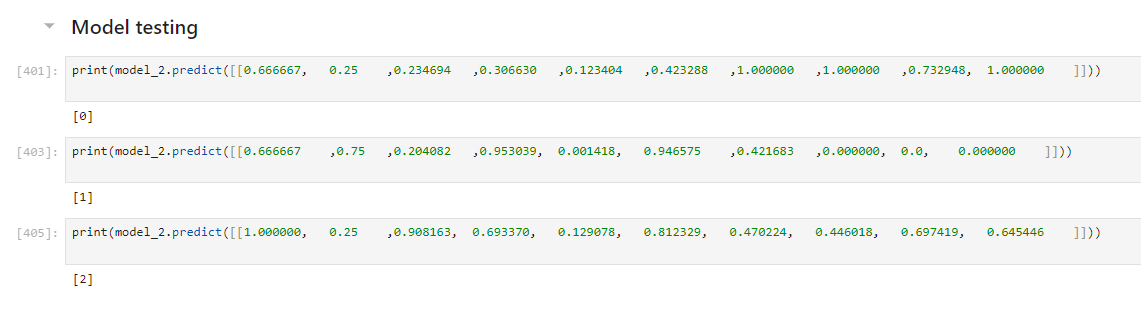 Model testing
[401]: print(model_2.predict([[0.666667, 0.25 ,0.234694 ,0.306630 ,0.123404 ,0.423288 ,1.000000 ,1.000000 ,0.732948, 1.000000 ]]))
[0]
[403]: print(model_2.predict([[0.666667 ,0.75 ,0.204082 ,0.953039, 0.001418, 0.946575 ,0.421683 ,0.000000, 0.0, 0.000000 ]]))
[1]
[405]: print(model_2.predict([[1.000000, 0.25 ,0.908163, 0.693370, 0.129078, 0.812329, 0.470224, 0.446018, 0.697419, 0.645446 ]]))
[2]